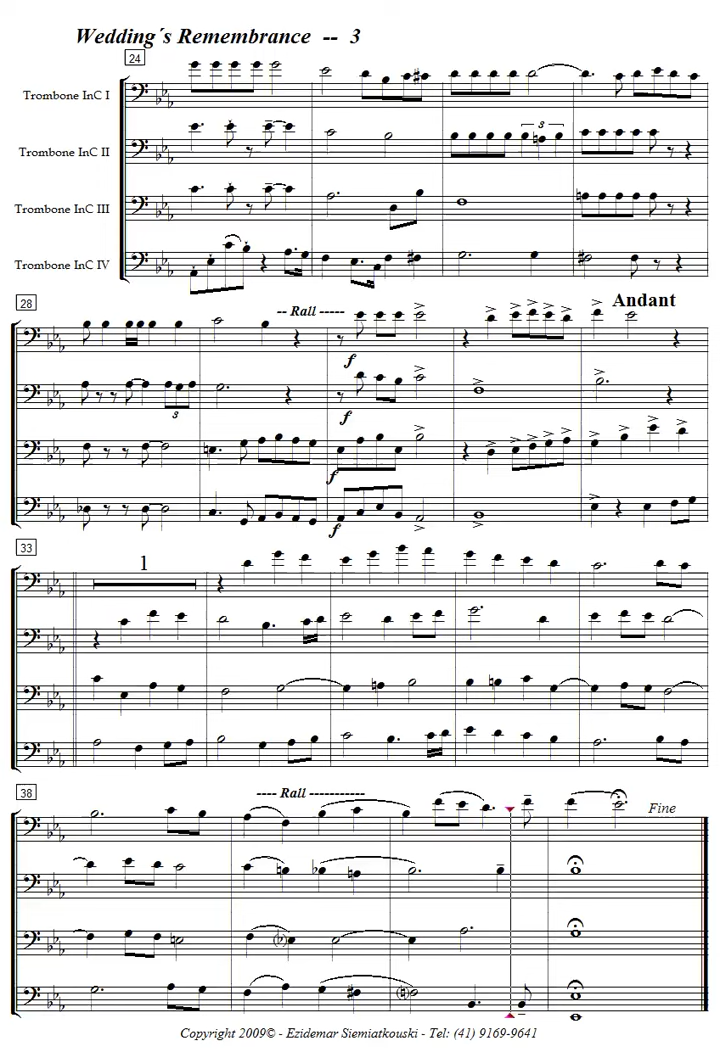 Wedding´s Remembrance -- 3
24
Trombone InC I
Trombone InC II
3
Trombone InC III
Trombone InC IV
28
-- Rall -----
Andant
f
3
f
f
f
33
1
38
---- Rall -----------
Fine
Copyright 2009© - Ezidemar Siemiatkouski - Tel: (41) 9169-9641